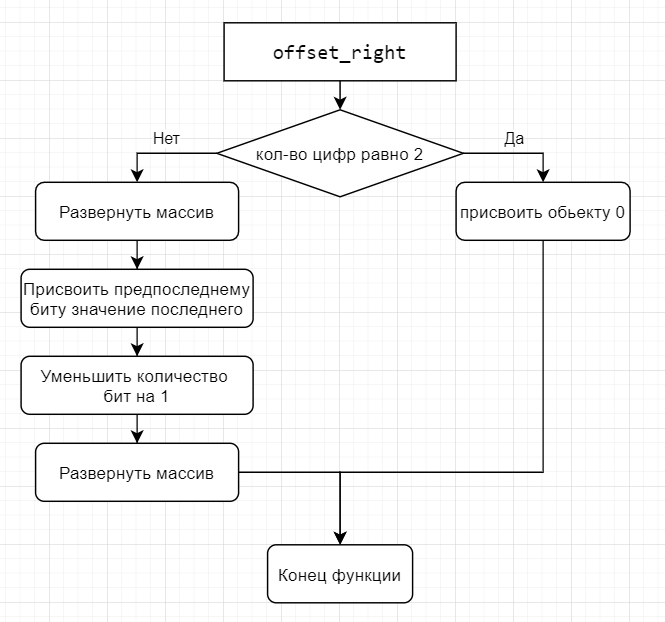 offset_right
кол-во цифр равно 2
Нет
Да
Развернуть массив
присвоить обьекту 0
Присвоить предпоследнему
биту значение последнего
Уменьшить количество
бит на 1
Развернуть массив
Конец функции